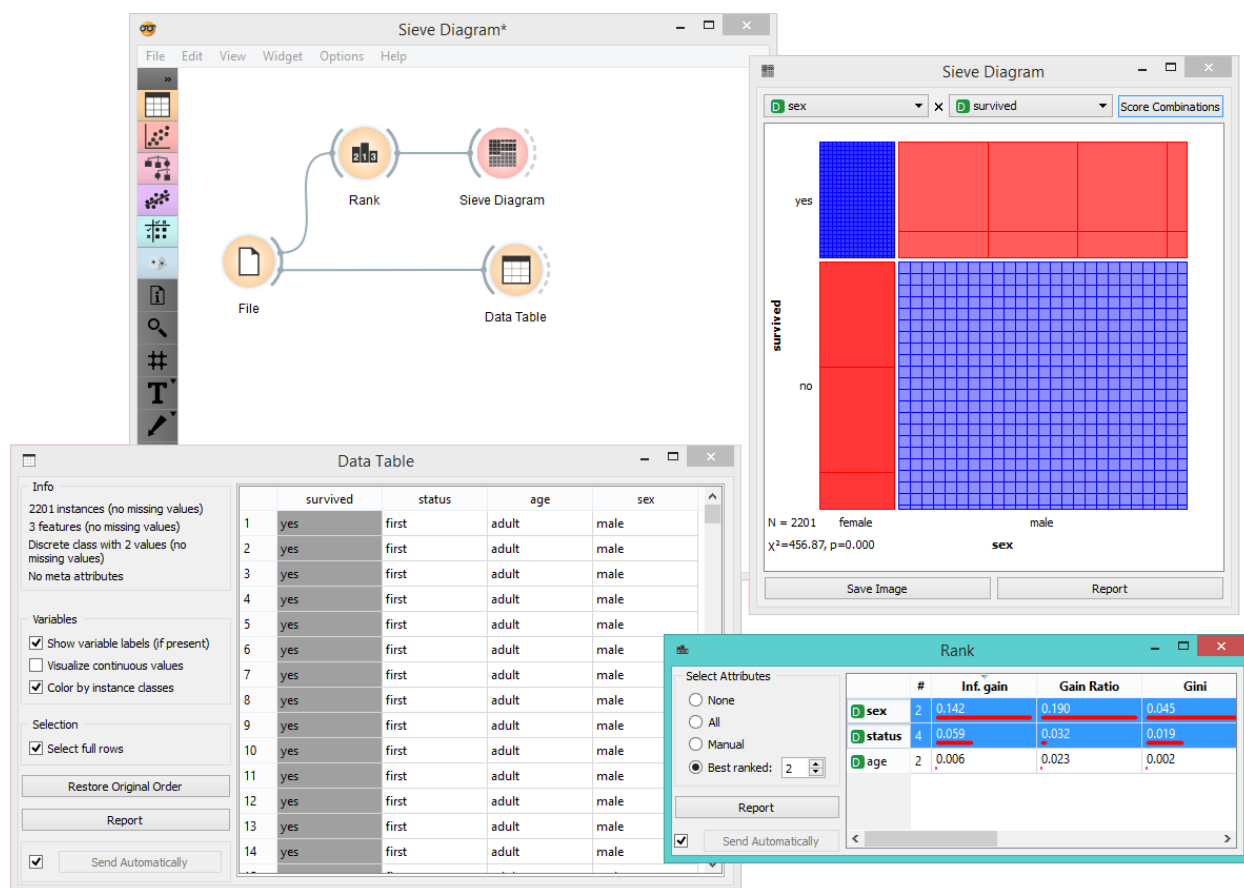 Sieve Diagram*
File Edit View Widget Options Help
»
2 1 3
Rank
Sieve Diagram
File
Data Table
T
Sieve Diagram
D sex
×
D survived
Score Combinations
yes
survived
no
N = 2201 female male
χ²=456.87, p=0.000 sex
Save Image
Report
Data Table
Info
2201 instances (no missing values)
3 features (no missing values)
Discrete class with 2 values (no
missing values)
No meta attributes
Variables
Show variable labels (if present)
Visualize continuous values
Color by instance classes
Selection
Select full rows
Restore Original Order
Report
Send Automatically
survived status age sex
1 yes first adult male
2 yes first adult male
3 yes first adult male
4 yes first adult male
5 yes first adult male
6 yes first adult male
7 yes first adult male
8 yes first adult male
9 yes first adult male
10 yes first adult male
11 yes first adult male
12 yes first adult male
13 yes first adult male
14 yes first adult male
Rank
Select Attributes
None
All
Manual
Best ranked: 2
Report
Send Automatically
# Inf. gain Gain Ratio Gini
D sex 2 0.142 0.190 0.045
D status 4 0.059 0.032 0.019
D age 2 0.006 0.023 0.002